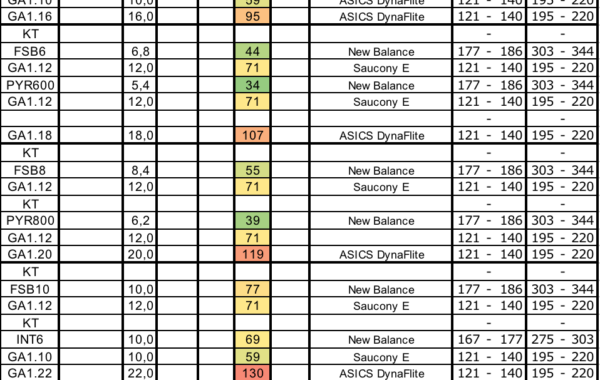 GA1.10 10,0 59 ASICS DynaFlite 121 - 140 195 - 220
GA1.16 16,0 95 ASICS DynaFlite 121 - 140 195 - 220
KT - -
FSB6 6,8 44 New Balance 177 - 186 303 - 344
GA1.12 12,0 71 Saucony E 121 - 140 195 - 220
PYR600 5,4 34 New Balance 177 - 186 303 - 344
GA1.12 12,0 71 Saucony E 121 - 140 195 - 220
- -
GA1.18 18,0 107 ASICS DynaFlite 121 - 140 195 - 220
KT - -
FSB8 8,4 55 New Balance 177 - 186 303 - 344
GA1.12 12,0 71 Saucony E 121 - 140 195 - 220
KT - -
PYR800 6,2 39 New Balance 177 - 186 303 - 344
GA1.12 12,0 71 121 - 140 195 - 220
GA1.20 20,0 119 ASICS DynaFlite 121 - 140 195 - 220
KT - -
FSB10 10,0 77 New Balance 177 - 186 303 - 344
GA1.12 12,0 71 Saucony E 121 - 140 195 - 220
KT - -
INT6 10,0 69 New Balance 167 - 177 275 - 303
GA1.10 10,0 59 Saucony E 121 - 140 195 - 220
GA1.22 22,0 130 ASICS DynaFlite 121 - 140 195 - 220